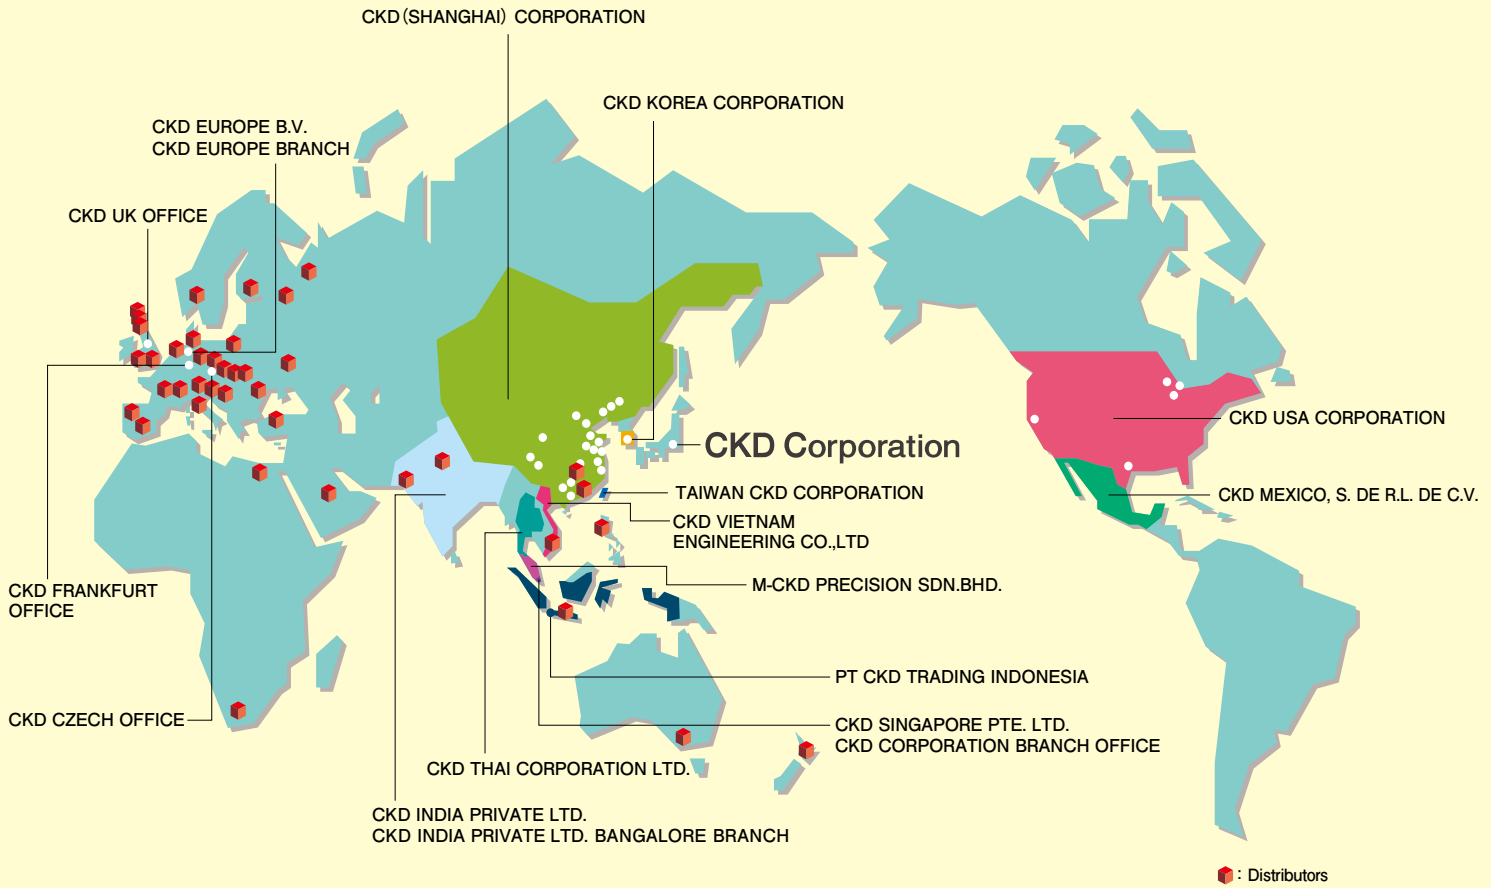 CKD(SHANGHAI) CORPORATION
CKD KOREA CORPORATION
CKD EUROPE B.V.
CKD EUROPE BRANCH
CKD UK OFFICE
CKD USA CORPORATION
CKD Corporation
TAIWAN CKD CORPORATION
CKD MEXICO, S. DE R.L. DE C.V.
CKD VIETNAM
ENGINEERING CO.,LTD
M-CKD PRECISION SDN.BHD.
CKD FRANKFURT
OFFICE
PT CKD TRADING INDONESIA
CKD CZECH OFFICE
CKD SINGAPORE PTE. LTD.
CKD CORPORATION BRANCH OFFICE
CKD THAI CORPORATION LTD.
CKD INDIA PRIVATE LTD.
CKD INDIA PRIVATE LTD. BANGALORE BRANCH
: Distributors